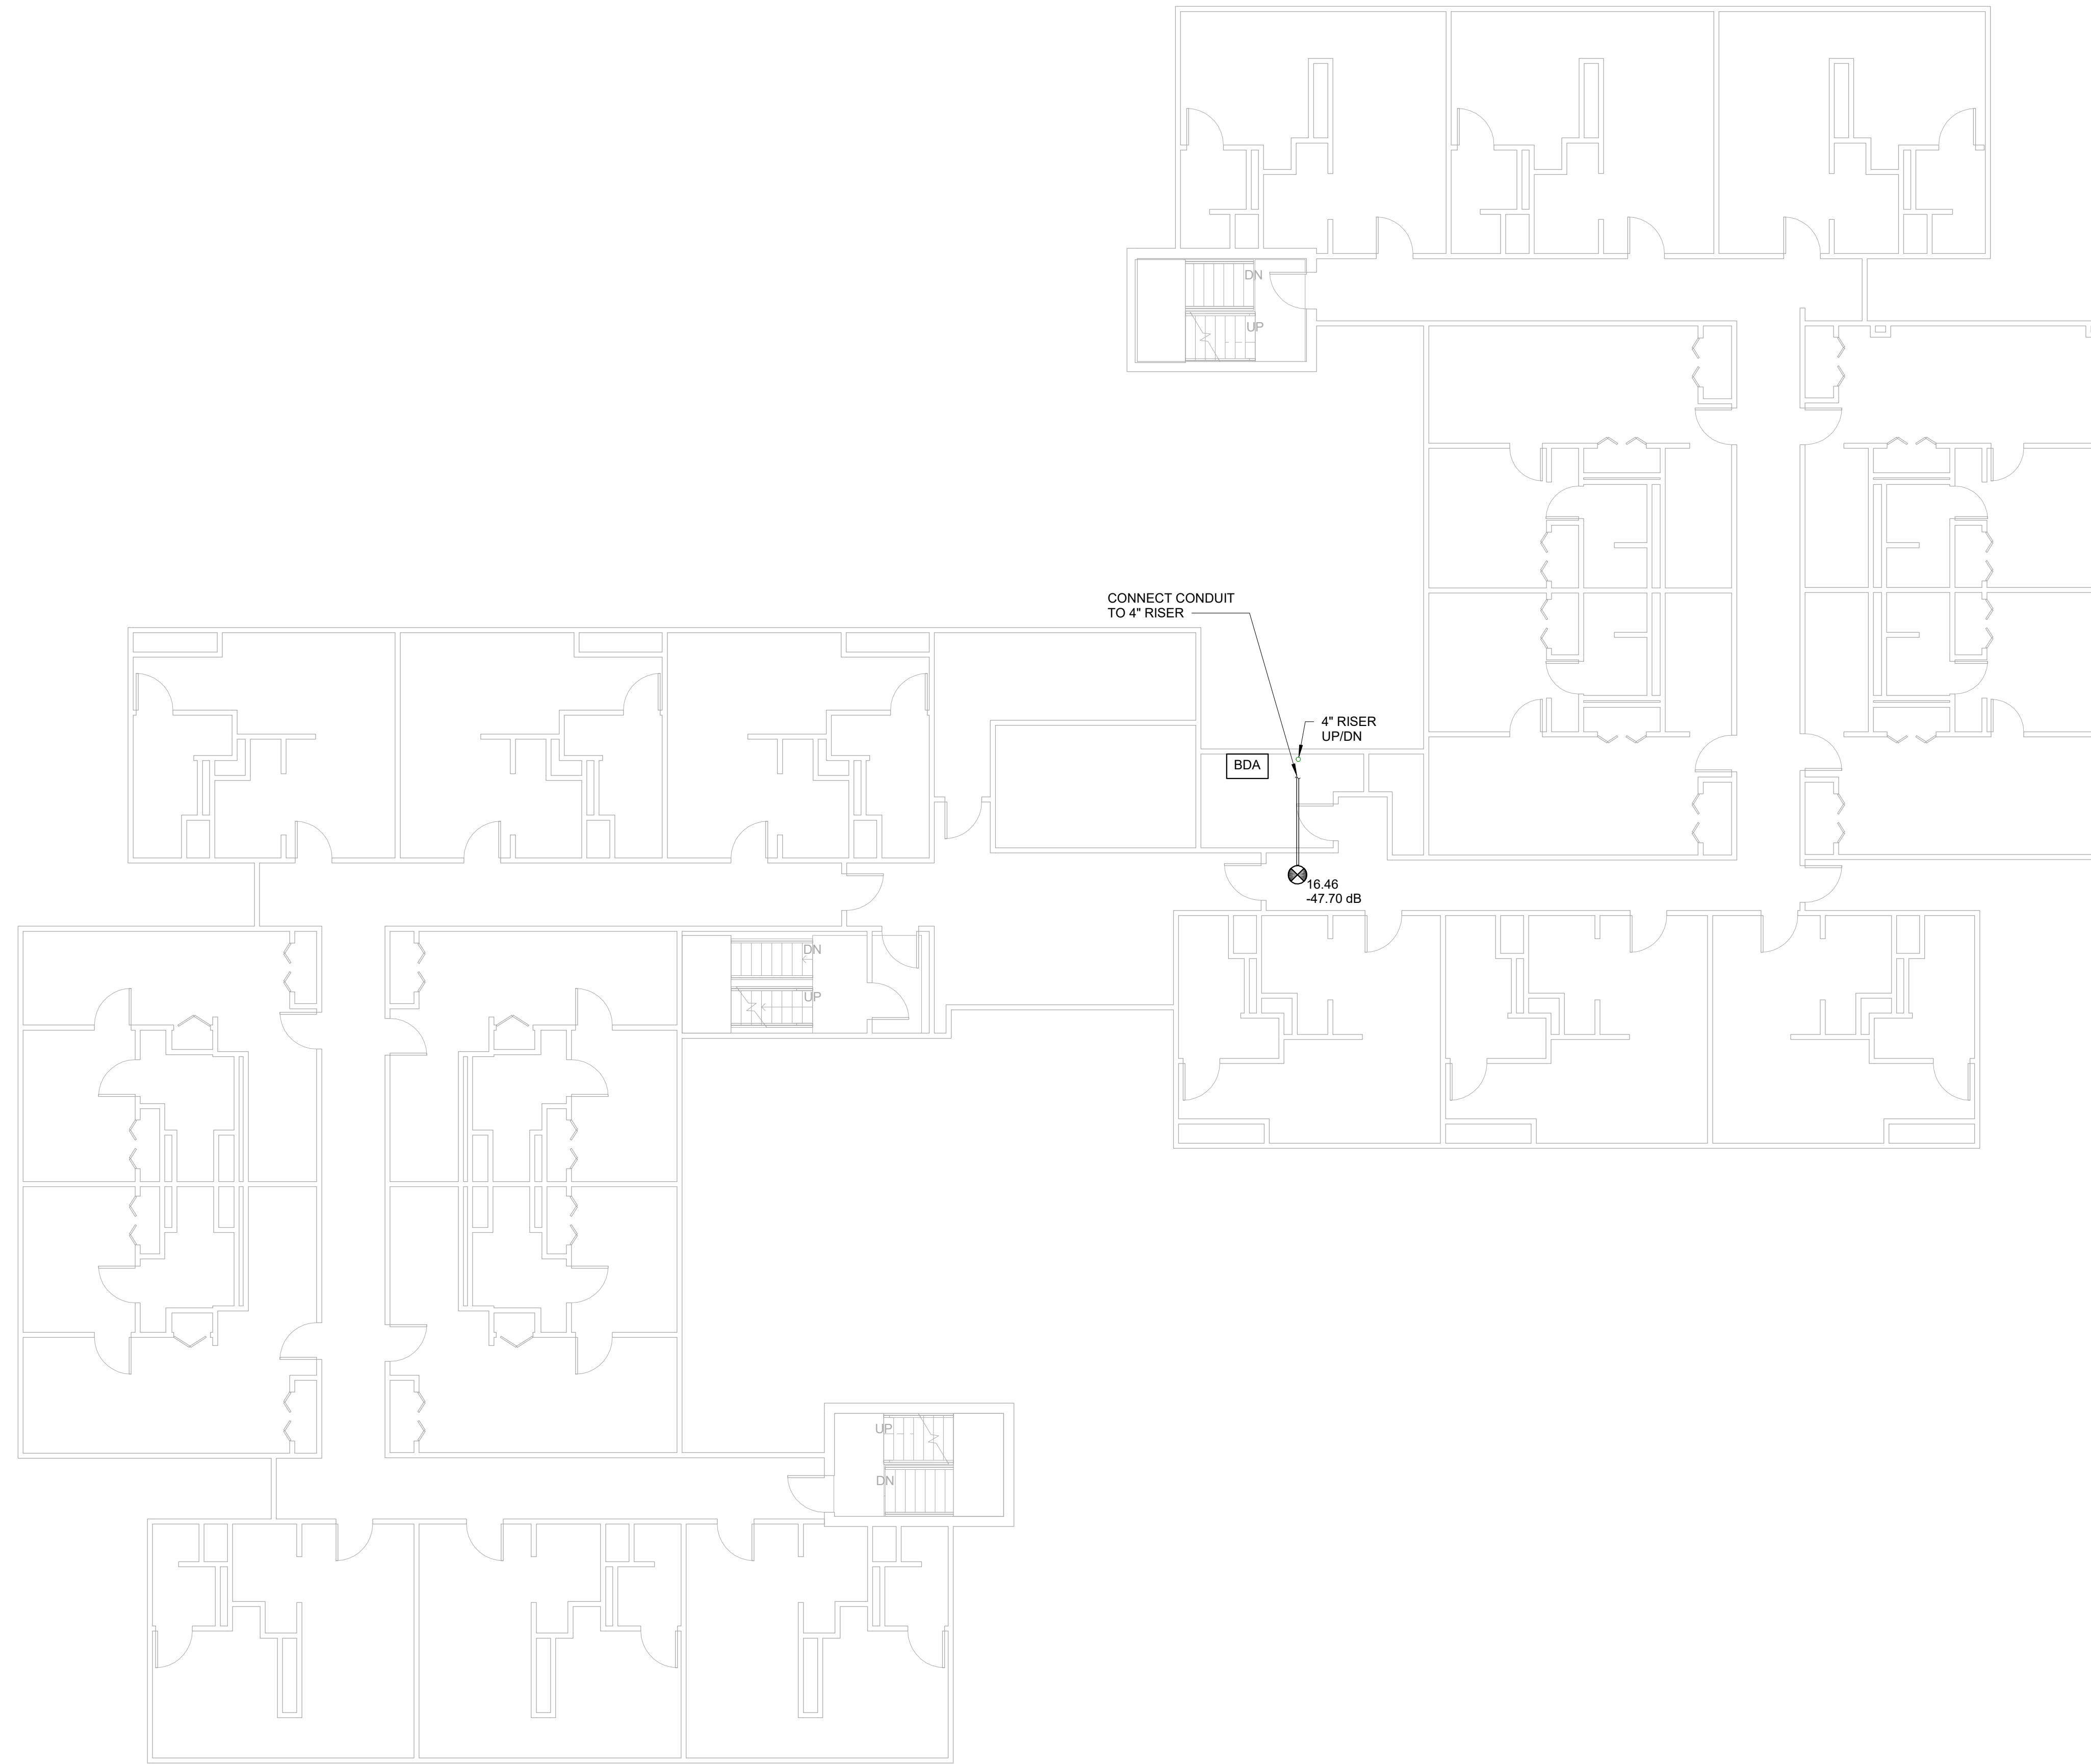 DN
UP
CONNECT CONDUIT
TO 4" RISER
4" RISER
UP/DN
BDA
16.46
-47.70 dB
DN
UP
UP
DN